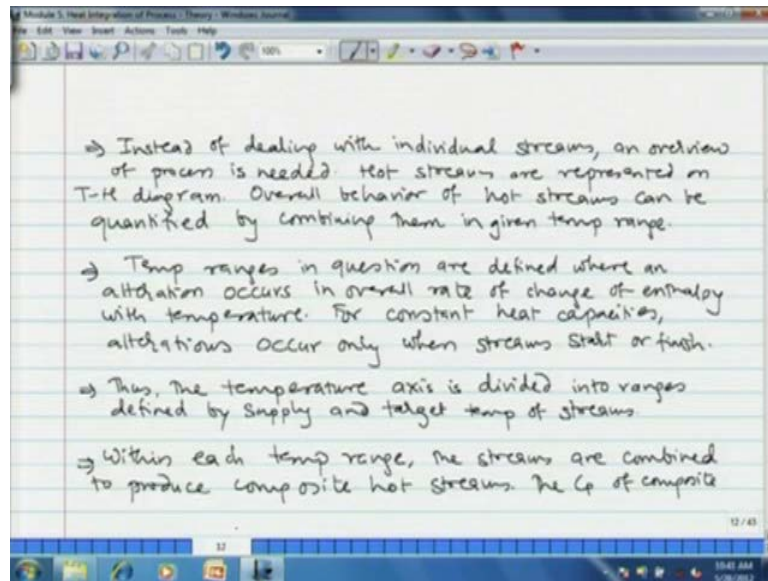 Module 5. Heat Integration of Process - Theory - Windows Journal
File Edit View Insert Actions Tools Help
100%
⇒ Instead of dealing with individual streams, an overview
of process is needed. Hot streams are represented on
T-H diagram. Overall behavior of hot streams can be
quantified by combining them in given temp range.
⇒ Temp ranges in question are defined where an
alteration occurs in overall rate of change of enthalpy
with temperature. For constant heat capacities,
alterations occur only when streams start or finish.
⇒ Thus, the temperature axis is divided into ranges
defined by supply and target temp of streams
⇒ Within each temp range, the streams are combined
to produce composite hot streams. The Cp of composite
12 / 43
12
10:41 AM